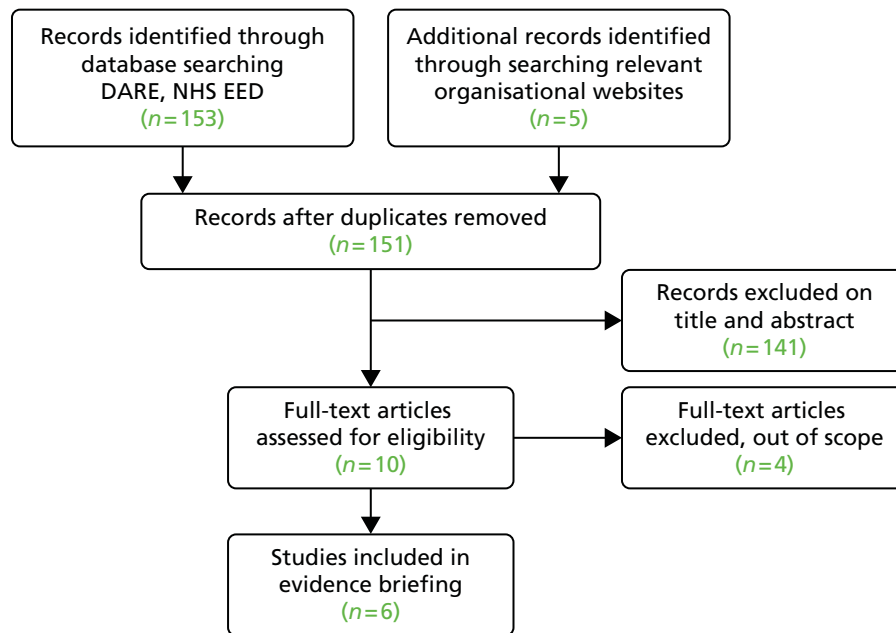 Records identified through
database searching
DARE, NHS EED
(n=153)
Additional records identified
through searching relevant
organisational websites
(n=5)
Records after duplicates removed
(n=151)
Records excluded on
title and abstract
(n=141)
Full-text articles
assessed for eligibility
(n=10)
Full-text articles
excluded, out of scope
(n=4)
Studies included in
evidence briefing
(n=6)